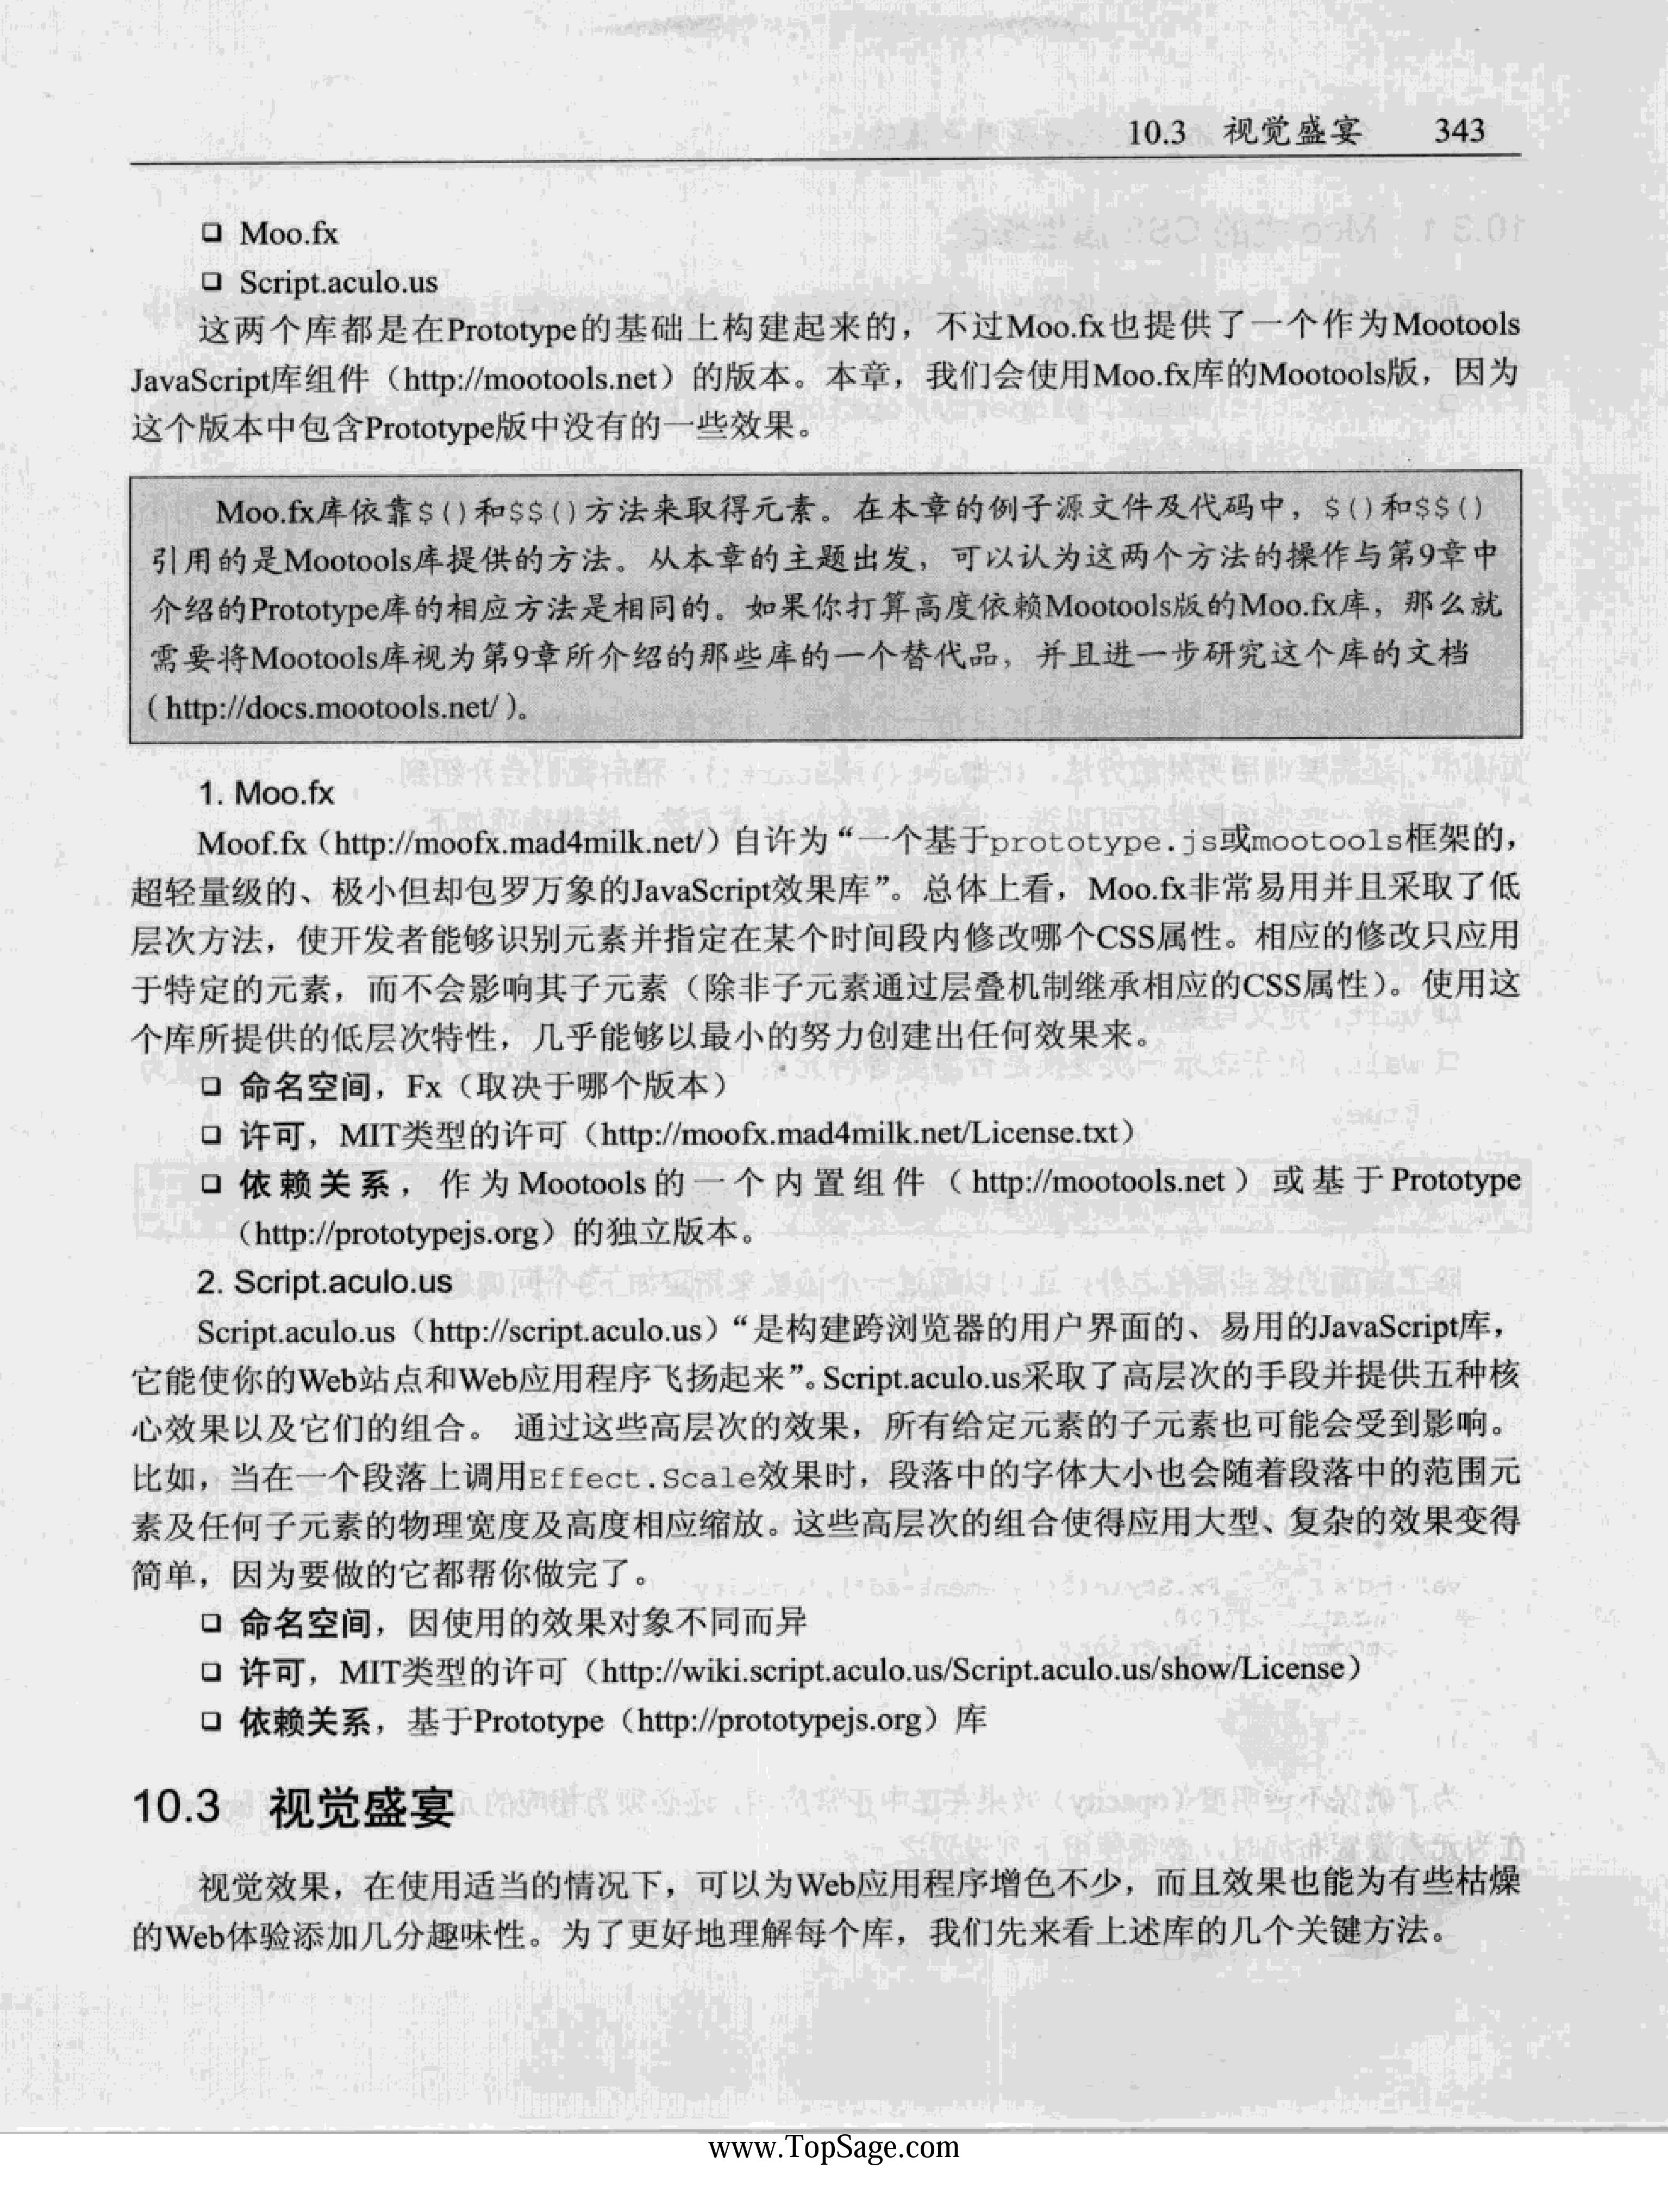 10.3 视觉盛宴 343
❑ Moo.fx
❑ Script.aculo.us
这两个库都是在Prototype的基础上构建起来的，不过Moo.fx也提供了一个作为Mootools
JavaScript库组件（http://mootools.net）的版本。本章，我们会使用Moo.fx库的Mootools版，因为
这个版本中包含Prototype版中没有的一些效果。
Moo.fx库依靠$()和$$()方法来取得元素。在本章的例子源文件及代码中，$()和$$()
引用的是Mootools库提供的方法。从本章的主题出发，可以认为这两个方法的操作与第9章中
介绍的Prototype库的相应方法是相同的。如果你打算高度依赖Mootools版的Moo.fx库，那么就
需要将Mootools库视为第9章所介绍的那些库的一个替代品，并且进一步研究这个库的文档
（http://docs.mootools.net/）。
1. Moo.fx
Moof.fx（http://moofx.mad4milk.net/）自许为“一个基于prototype.js或mootools框架的，
超轻量级的、极小但却包罗万象的JavaScript效果库”。总体上看，Moo.fx非常易用并且采取了低
层次方法，使开发者能够识别元素并指定在某个时间段内修改哪个CSS属性。相应的修改只应用
于特定的元素，而不会影响其子元素（除非子元素通过层叠机制继承相应的CSS属性）。使用这
个库所提供的低层次特性，几乎能够以最小的努力创建出任何效果来。
❑ 命名空间，Fx（取决于哪个版本）
❑ 许可，MIT类型的许可（http://moofx.mad4milk.net/License.txt）
❑ 依赖关系，作为Mootools的一个内置组件（http://mootools.net）或基于Prototype
（http://prototypejs.org）的独立版本。
2. Script.aculo.us
Script.aculo.us（http://script.aculo.us）“是构建跨浏览器的用户界面的、易用的JavaScript库，
它能使你的Web站点和Web应用程序飞扬起来”。Script.aculo.us采取了高层次的手段并提供五种核
心效果以及它们的组合。 通过这些高层次的效果，所有给定元素的子元素也可能会受到影响。
比如，当在一个段落上调用Effect.Scale效果时，段落中的字体大小也会随着段落中的范围元
素及任何子元素的物理宽度及高度相应缩放。这些高层次的组合使得应用大型、复杂的效果变得
简单，因为要做的它都帮你做完了。
❑ 命名空间，因使用的效果对象不同而异
❑ 许可，MIT类型的许可（http://wiki.script.aculo.us/Script.aculo.us/show/License）
❑ 依赖关系，基于Prototype（http://prototypejs.org）库
10.3 视觉盛宴
视觉效果，在使用适当的情况下，可以为Web应用程序增色不少，而且效果也能为有些枯燥
的Web体验添加几分趣味性。为了更好地理解每个库，我们先来看上述库的几个关键方法。
www.TopSage.com